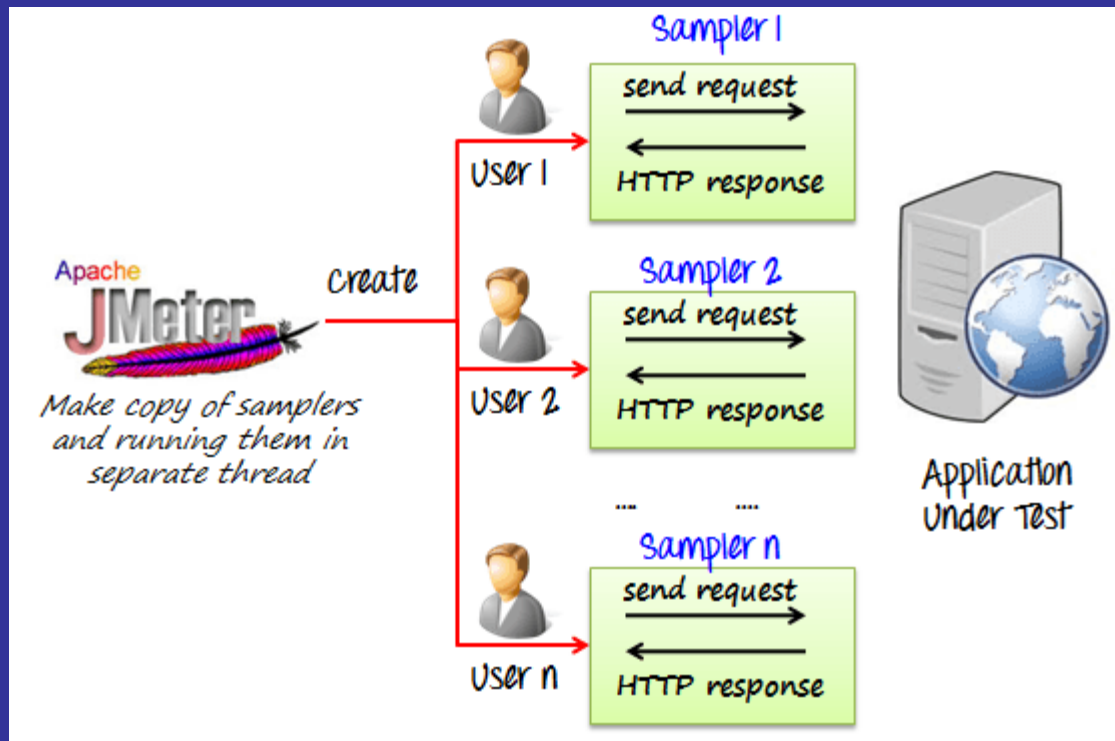 Sampler 1
send request
HTTP response
User 1
Apache
JMeter
Make copy of samplers
and running them in
separate thread
Create
Sampler 2
send request
HTTP response
User 2
.... ....
Sampler n
send request
HTTP response
User n
Application
Under Test